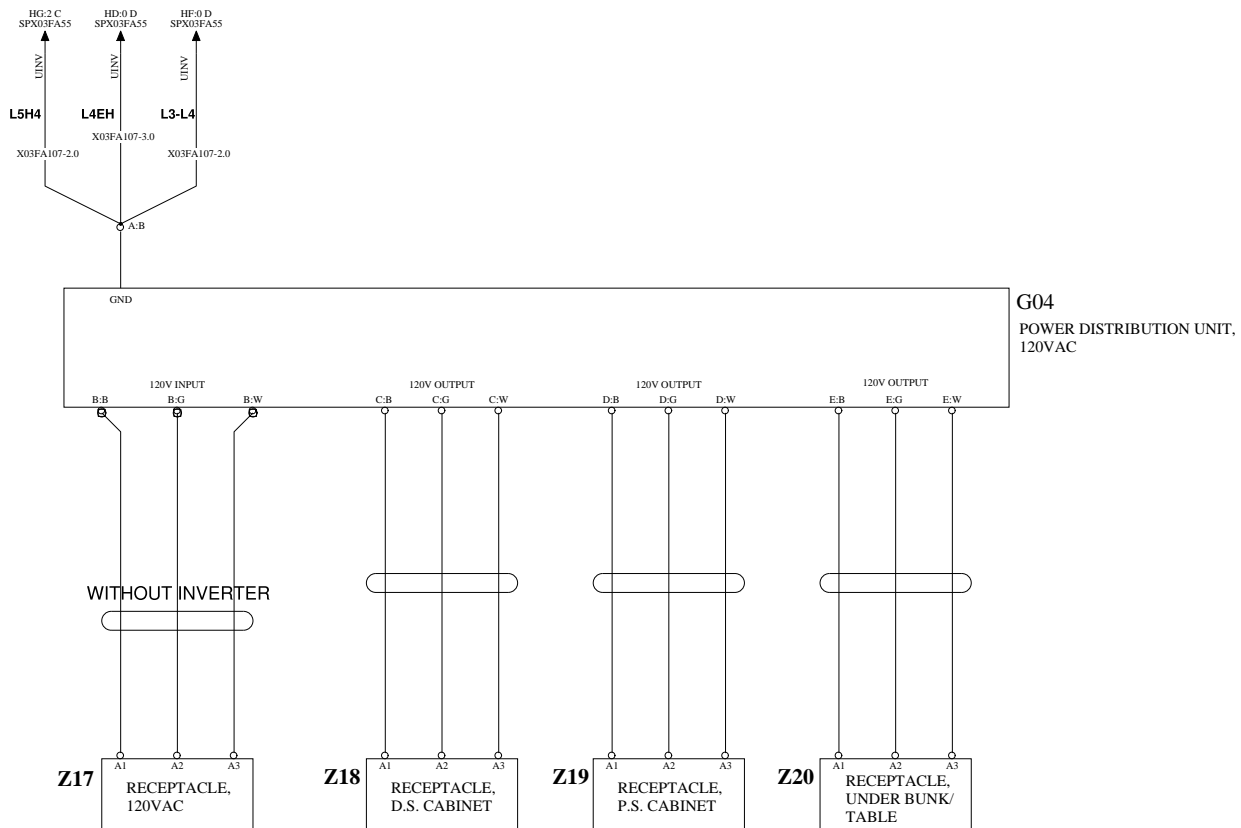 HG:2 C
SPX03FA55
HD:0 D
SPX03FA55
HF:0 D
SPX03FA55
UINV
UINV
UINV
L5H4
L4EH
L3-L4
X03FA107-3.0
X03FA107-2.0
X03FA107-2.0
A:B
GND
G04
POWER DISTRIBUTION UNIT,
120VAC
120V INPUT
120V OUTPUT
120V OUTPUT
120V OUTPUT
B:B
B:G
B:W
C:B
C:G
C:W
D:B
D:G
D:W
E:B
E:G
E:W
WITHOUT INVERTER
Z17
A1
A2
A3
RECEPTACLE,
120VAC
Z18
A1
A2
A3
RECEPTACLE,
D.S. CABINET
Z19
A1
A2
A3
RECEPTACLE,
P.S. CABINET
Z20
A1
A2
A3
RECEPTACLE,
UNDER BUNK/
TABLE